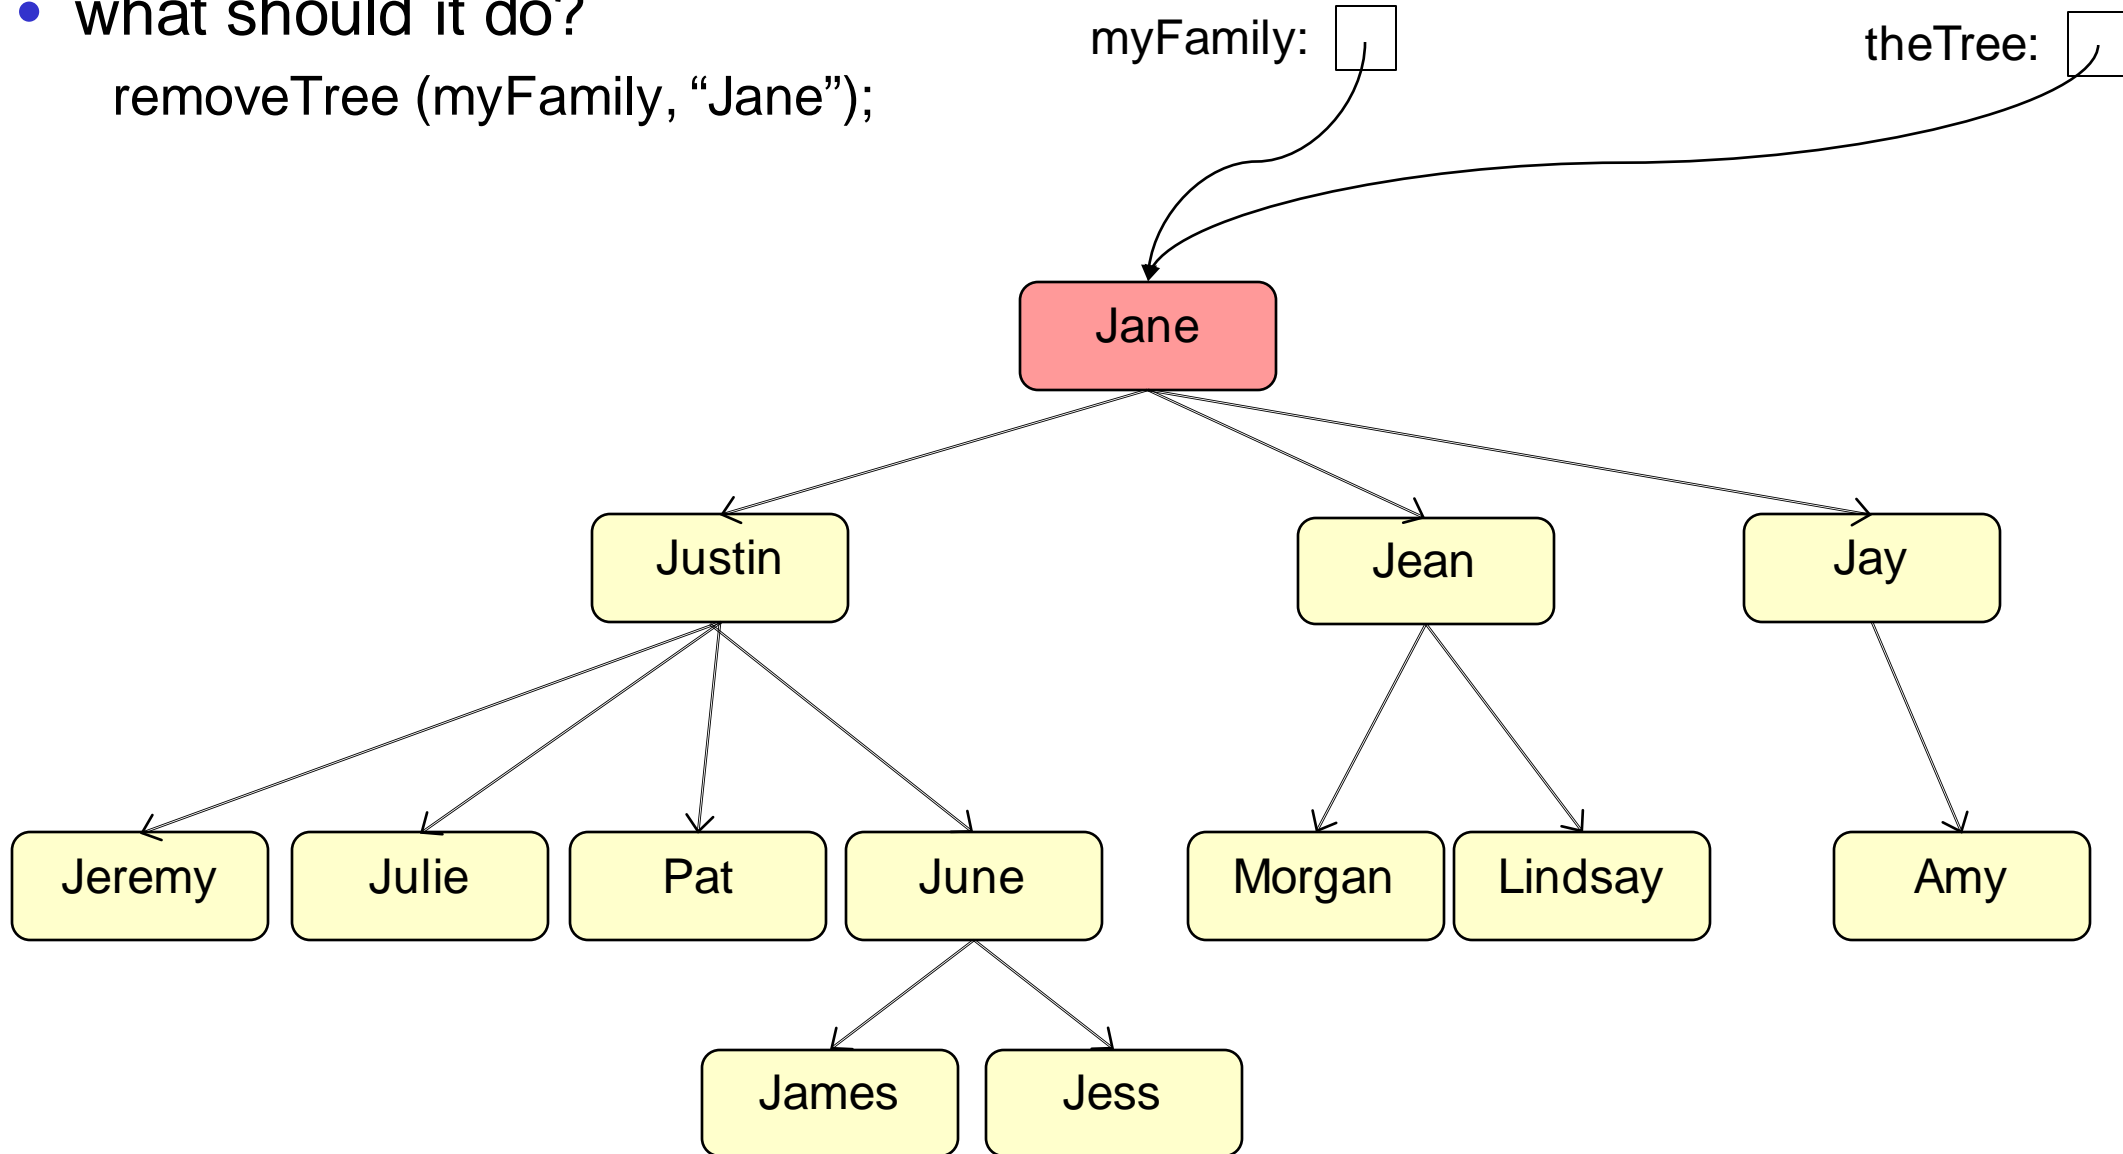 • what should it do?
removeTree (myFamily, “Jane”);
myFamily:
theTree:
Jane
Justin
Jean
Jay
Jeremy
Julie
Pat
June
Morgan
Lindsay
Amy
James
Jess